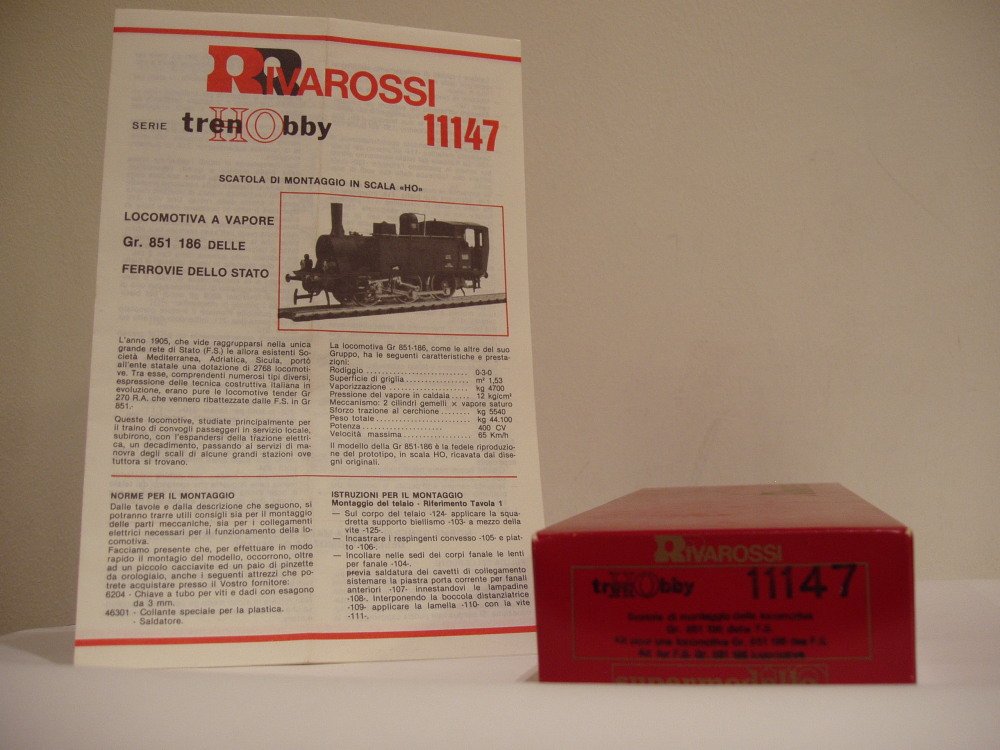 RIVAROSSI
SERIE trenHObby 11147
SCATOLA DI MONTAGGIO IN SCALA «HO»
LOCOMOTIVA A VAPORE
Gr. 851 186 DELLE
FERROVIE DELLO STATO
L'anno 1905, che vide raggrupparsi nella unica
grande rete di Stato (F.S.) le allora esistenti So-
cietà Mediterranea, Adriatica, Sicula, portò
all'ente statale una dotazione di 2768 locomoti-
ve. Tra esse, comprendenti numerosi tipi diversi,
espressione della tecnica costruttiva italiana in
evoluzione, erano pure le locomotive tender Gr
270 R.A. che vennero ribattezzate dalle F.S. in Gr
851.
Queste locomotive, studiate principalmente per
il traino di convogli passeggeri in servizio locale,
subirono, con l'espandersi della trazione elettri-
ca, un decadimento, passando ai servizi di ma-
novra degli scali di alcune grandi stazioni ove
tuttora si trovano.
La locomotiva Gr 851-186, come le altre del suo
Gruppo, ha le seguenti caratteristiche e presta-
zioni:
Rodiggio 0-3-0
Superficie di griglia m² 1,53
Vaporizzazione kg 4700
Pressione del vapore in caldaia 12 kg/cm²
Meccanismo: 2 cilindri gemelli x vapore saturo
Sforzo trazione al cerchione kg 5540
Peso totale kg 44.100
Potenza 400 CV
Velocità massima 65 Km/h
Il modello della Gr 851-186 è la fedele riproduzio-
ne del prototipo, in scala HO, ricavata dai dise-
gni originali.
NORME PER IL MONTAGGIO
Dalle tavole e dalla descrizione che seguono, si
potranno trarre utili consigli sia per il montaggio
delle parti meccaniche, sia per i collegamenti
elettrici necessari per il funzionamento della lo-
comotiva.
Facciamo presente che, per effettuare in modo
rapido il montagio del modello, occorrono, oltre
ad un piccolo cacciavite ed un paio di pinzette
da orologiaio, anche i seguenti attrezzi che po-
trete acquistare presso il Vostro fornitore:
6204 - Chiave a tubo per viti e dadi con esagono
da 3 mm.
46301 - Collante speciale per la plastica.
- Saldatore.
ISTRUZIONI PER IL MONTAGGIO
Montaggio del telaio - Riferimento Tavola 1
— Sul corpo del telaio -124- applicare la squa-
dretta supporto biellismo -103- a mezzo della
vite -125-.
— Incastrare i respingenti convesso -105- e piat-
to -106-.
— Incollare nelle sedi dei corpi fanale le lenti
per fanale -104-.
previa saldatura dei cavetti di collegamento
sistemare la piastra porta corrente per fanali
anteriori -107- innestandovi le lampadine
-108-. Interponendo la boccola distanziatrice
-109- applicare la lamella -110- con la vite
-111-.
RIVAROSSI
trenHObby 11147
Scatola di montaggio della locomotiva
Gr. 851 186 delle F.S.
Kit pour une locomotive Gr. 851 186 des F.S.
supermodello